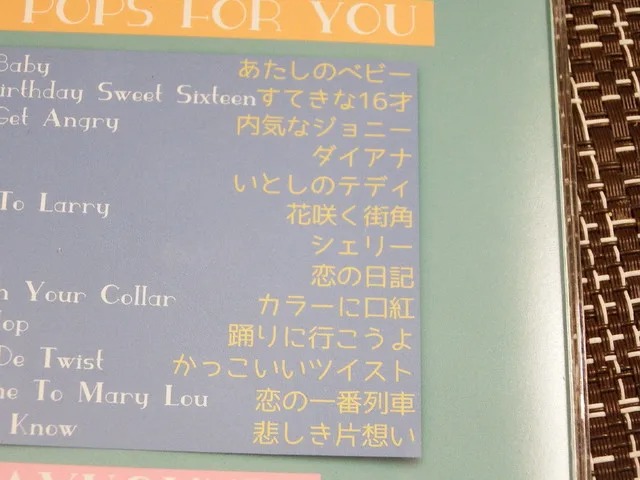 POPS FOR YOU
Baby あたしのベビー
irthday Sweet Sixteen すてきな16才
Get Angry 内気なジョニー
ダイアナ
いとしのテディ
To Larry 花咲く街角
シェリー
恋の日記
n Your Collar カラーに口紅
Hop 踊りに行こうよ
De Twist かっこいいツイスト
me To Mary Lou 恋の一番列車
Know 悲しき片想い